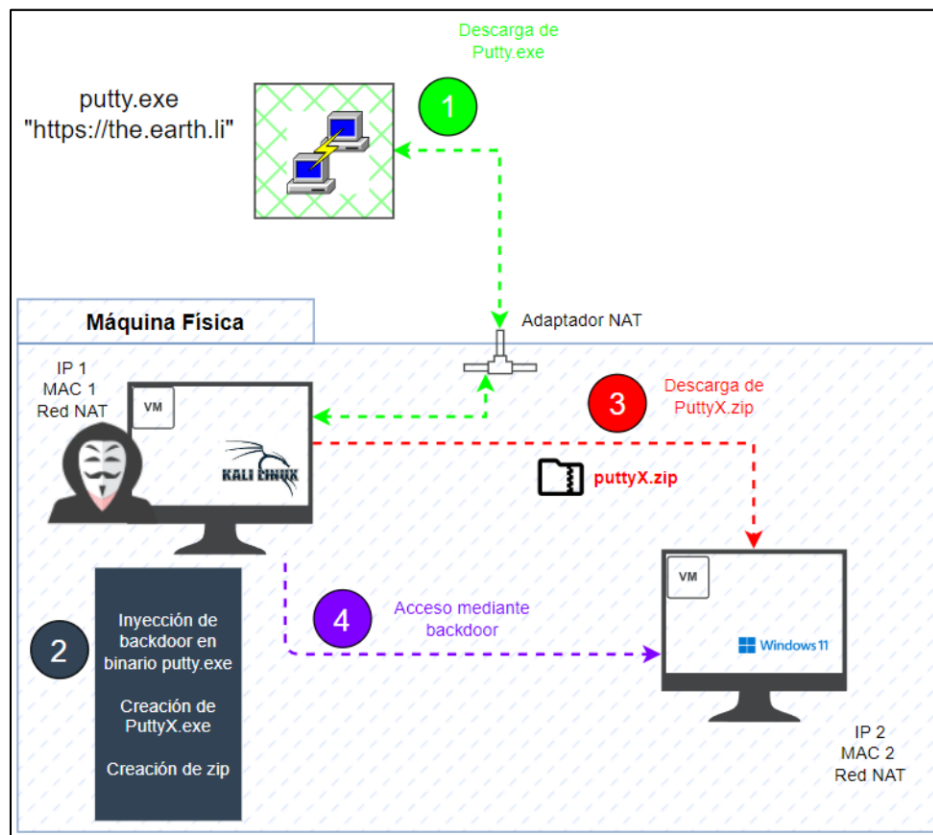 Descarga de
Putty.exe
1
putty.exe
"https://the.earth.li"
Máquina Física
Adaptador NAT
IP 1
MAC 1
Red NAT
VM
KALI LINUX
3
Descarga de
PuttyX.zip
puttyX.zip
2
Inyección de
backdoor en
binario putty.exe
Creación de
PuttyX.exe
Creación de zip
4
Acceso mediante
backdoor
VM
Windows 11
IP 2
MAC 2
Red NAT